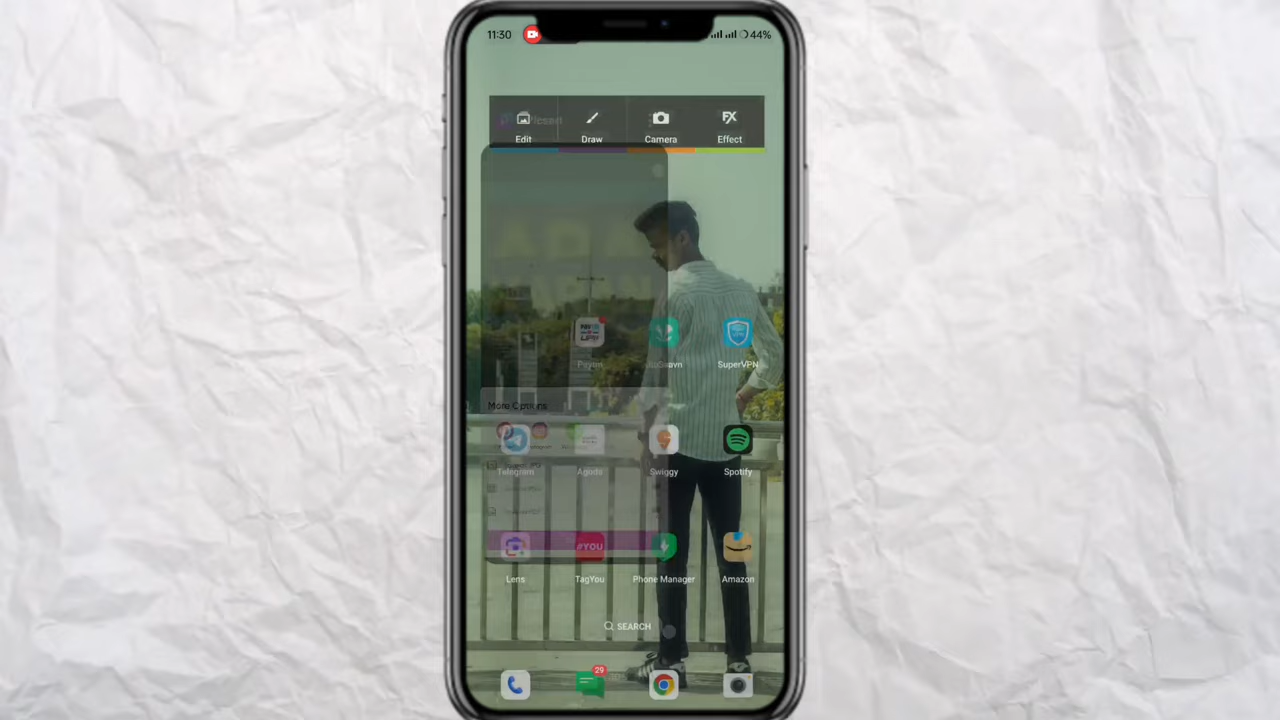 11:30 44%
Edit Draw Camera Effect
Paytm SuperVPN
More Options
Telegram Agoda Swiggy Spotify
#YOU
Lens TagYou Phone Manager Amazon
SEARCH
29